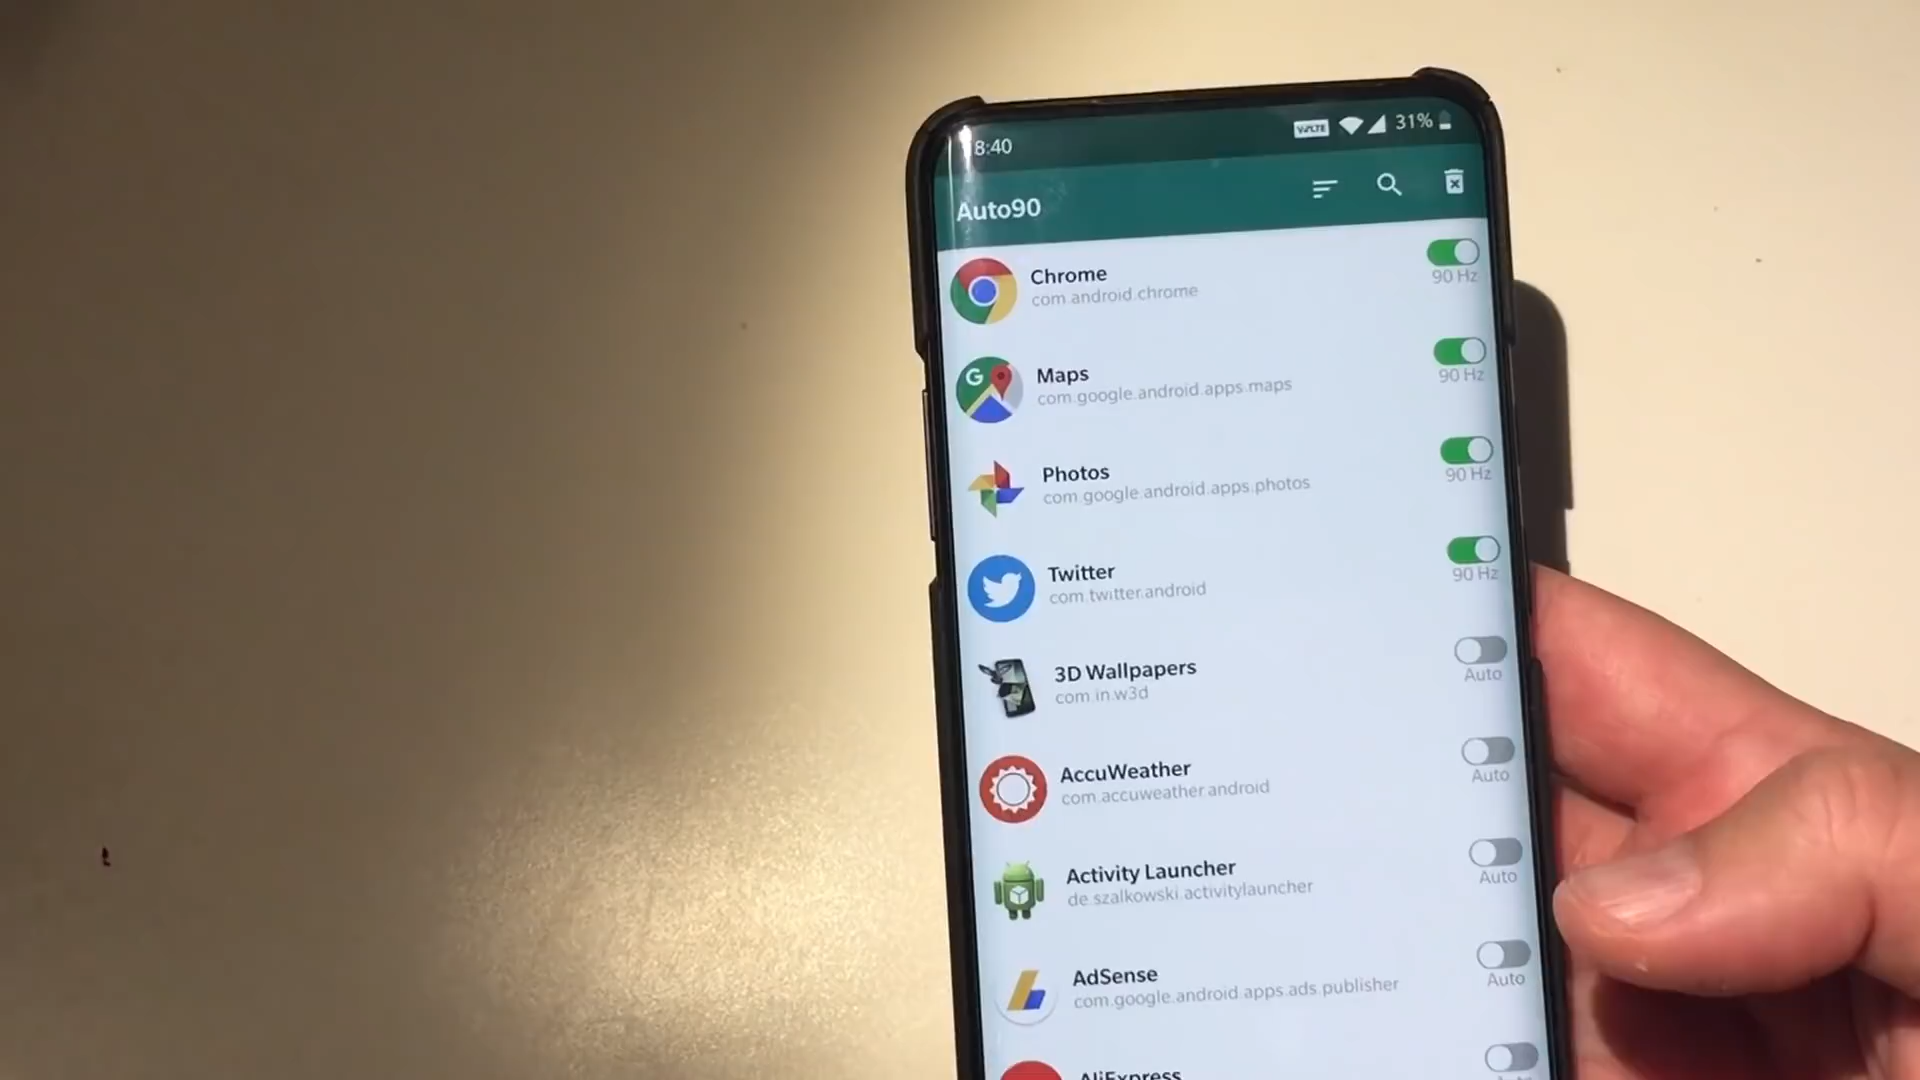 8:40
VoLTE
31%
Auto90
Chrome
com.android.chrome
90 Hz
Maps
com.google.android.apps.maps
90 Hz
Photos
com.google.android.apps.photos
90 Hz
Twitter
com.twitter.android
90 Hz
3D Wallpapers
com.in.w3d
Auto
AccuWeather
com.accuweather.android
Auto
Activity Launcher
de.szalkowski.activitylauncher
Auto
AdSense
com.google.android.apps.ads.publisher
Auto
AliExpress